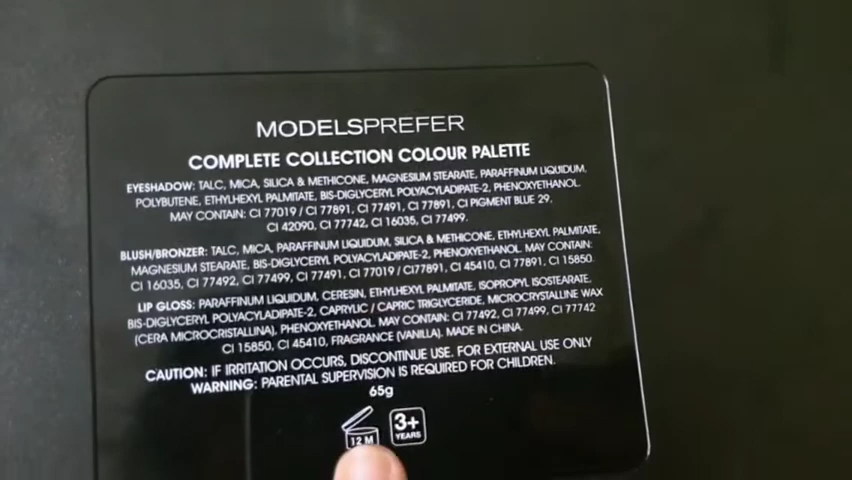 MODELSPREFER
COMPLETE COLLECTION COLOUR PALETTE
EYESHADOW: TALC, MICA, SILICA & METHICONE, MAGNESIUM STEARATE, PARAFFINUM LIQUIDUM,
POLYBUTENE, ETHYLHEXYL PALMITATE, BIS-DIGLYCERYL POLYACYLADIPATE-2, PHENOXYETHANOL.
MAY CONTAIN: CI 77019 / CI 77891, CI 77491, CI 77891, CI PIGMENT BLUE 29,
CI 42090, CI 77742, CI 16035, CI 77499.
BLUSH/BRONZER: TALC, MICA, PARAFFINUM LIQUIDUM, SILICA & METHICONE, ETHYLHEXYL PALMITATE,
MAGNESIUM STEARATE, BIS-DIGLYCERYL POLYACYLADIPATE-2, PHENOXYETHANOL. MAY CONTAIN:
CI 16035, CI 77492, CI 77499, CI 77491, CI 77019 / CI77891, CI 45410, CI 77891, CI 15850
LIP GLOSS: PARAFFINUM LIQUIDUM, CERESIN, ETHYLHEXYL PALMITATE, ISOPROPYL ISOSTEARATE,
BIS-DIGLYCERYL POLYACYLADIPATE-2, CAPRYLIC / CAPRIC TRIGLYCERIDE, MICROCRYSTALLINE WAX
(CERA MICROCRISTALLINA), PHENOXYETHANOL. MAY CONTAIN: CI 77492, CI 77499, CI 77742
CI 15850, CI 45410, FRAGRANCE (VANILLA). MADE IN CHINA.
CAUTION: IF IRRITATION OCCURS, DISCONTINUE USE. FOR EXTERNAL USE ONLY
WARNING: PARENTAL SUPERVISION IS REQUIRED FOR CHILDREN.
65g
12 M
3+
YEARS